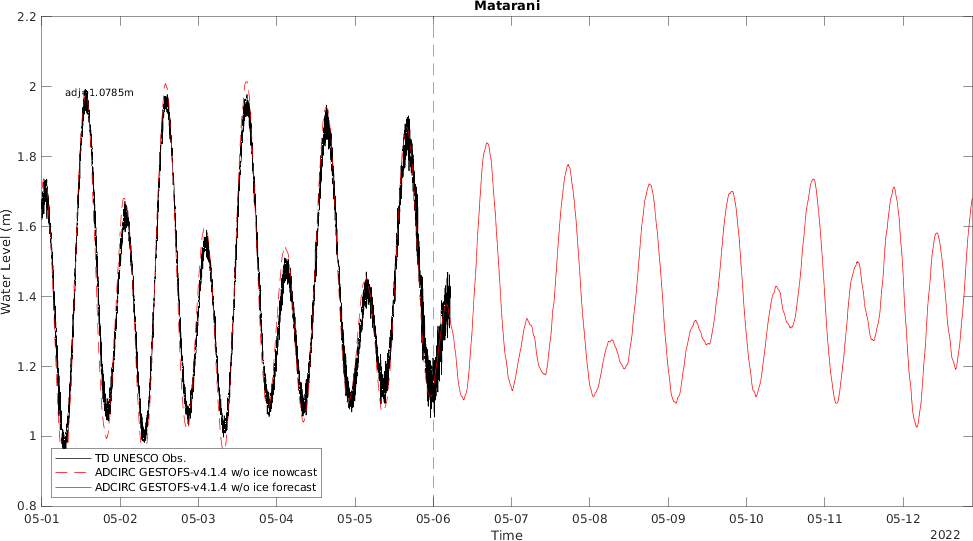 Matarani
2.2
2
1.8
1.6
1.4
1.2
1
0.8
Water Level (m)
adj=1.0785m
TD UNESCO Obs.
ADCIRC GESTOFS-v4.1.4 w/o ice nowcast
ADCIRC GESTOFS-v4.1.4 w/o ice forecast
05-01 05-02 05-03 05-04 05-05 05-06 05-07 05-08 05-09 05-10 05-11 05-12
Time
2022